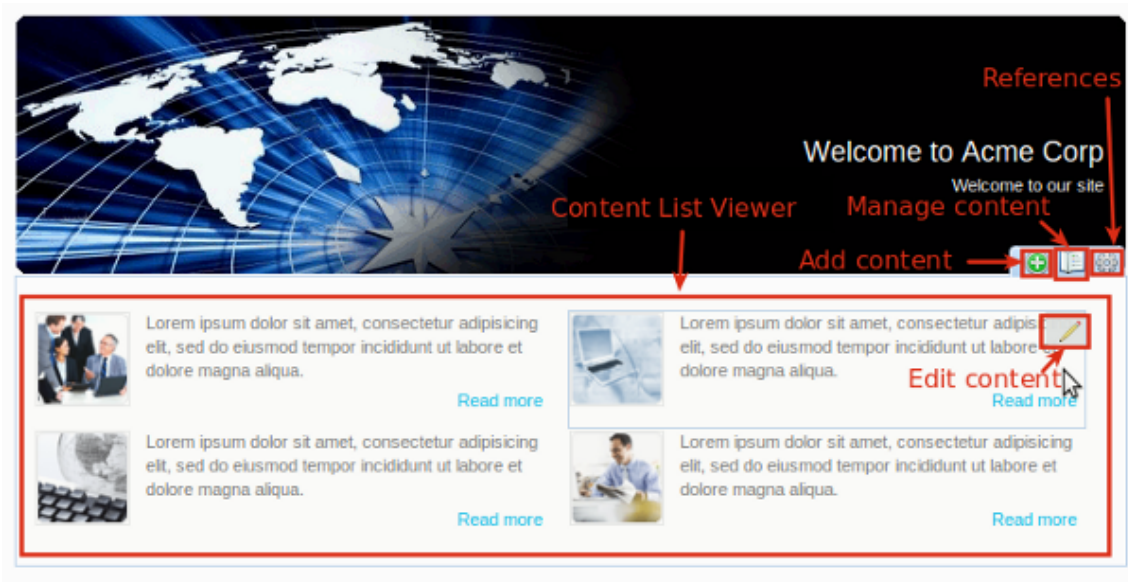 References
Welcome to Acme Corp
Welcome to our site
Content List Viewer
Manage content
Add content
Lorem ipsum dolor sit amet, consectetur adipisicing
elit, sed do eiusmod tempor incididunt ut labore et
dolore magna aliqua.
Read more
Lorem ipsum dolor sit amet, consectetur
elit, sed do eiusmod tempor incididunt ut labore
dolore magna aliqua.
Edit content
Read more
Lorem ipsum dolor sit amet, consectetur adipisicing
elit, sed do eiusmod tempor incididunt ut labore et
dolore magna aliqua.
Read more
Lorem ipsum dolor sit amet, consectetur adipisicing
elit, sed do eiusmod tempor incididunt ut labore et
dolore magna aliqua.
Read more